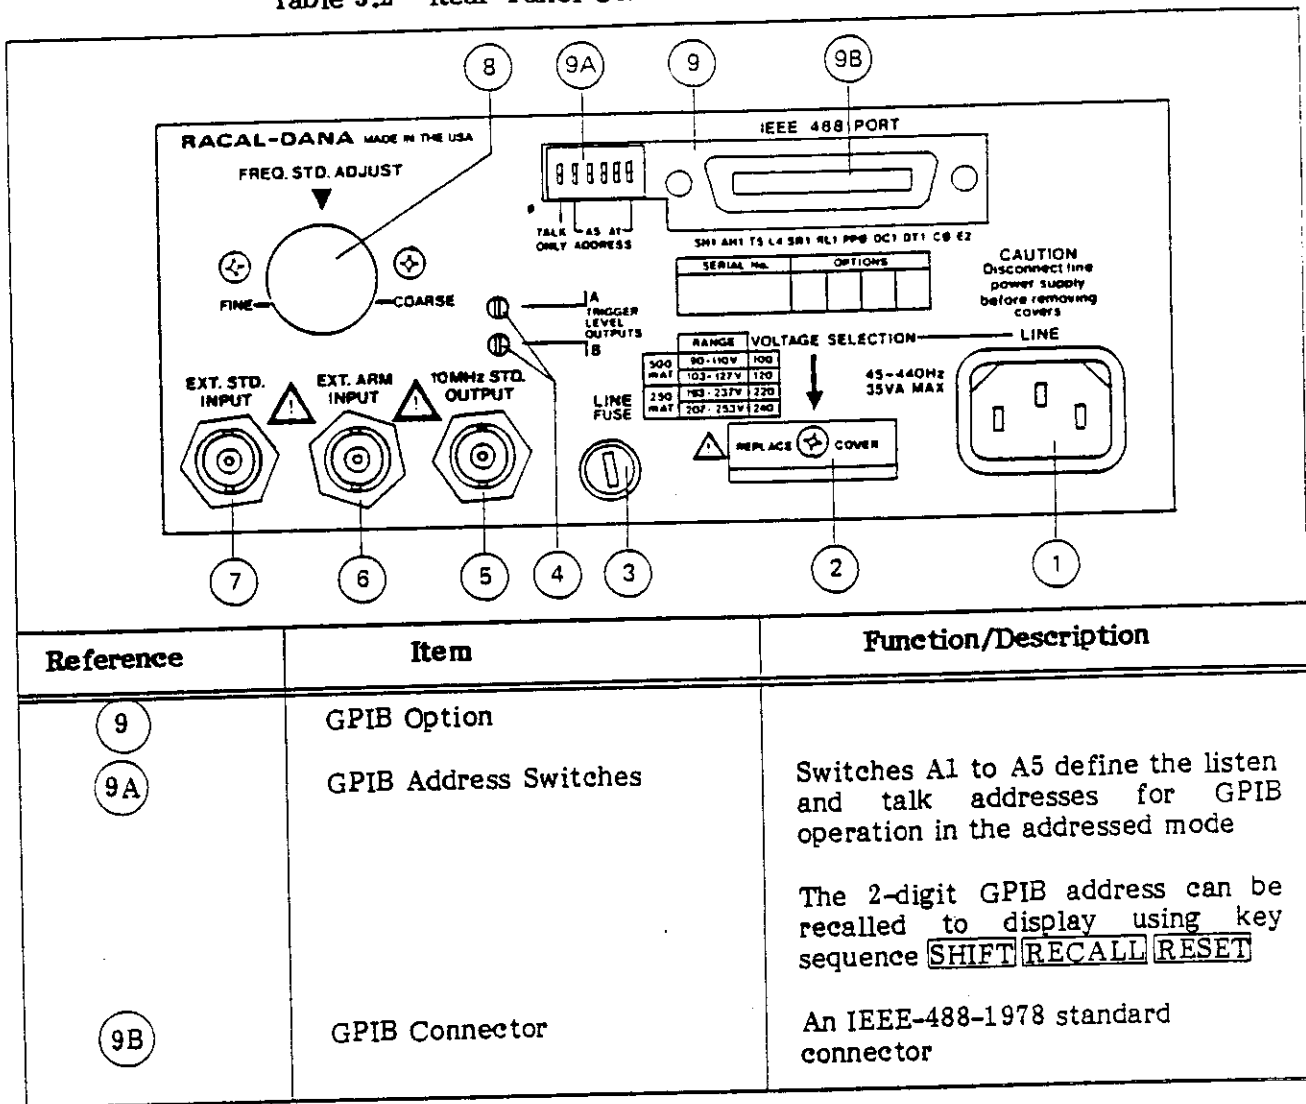 Table 3.2 Rear Panel
8 9A 9 9B
RACAL-DANA MADE IN THE USA
IEEE 488 PORT
FREQ. STD. ADJUST
TALK ONLY
A5 A1
ADDRESS
SH1 AH1 T5 L4 SR1 RL1 PP0 DC1 DT1 C0 E2
SERIAL No. OPTIONS
CAUTION
Disconnect line
power supply
before removing
covers
FINE COARSE
A
TRIGGER
LEVEL
OUTPUTS
B
RANGE
500 mAT 90-110V 100
103-127V 120
250 mAT 193-237V 220
207-253V 240
VOLTAGE SELECTION LINE
45-440Hz
35VA MAX
EXT. STD.
INPUT
EXT. ARM
INPUT
10MHz STD.
OUTPUT
LINE
FUSE
REPLACE COVER
7 6 5 4 3 2 1
Reference Item Function/Description
9 GPIB Option
9A GPIB Address Switches Switches A1 to A5 define the listen
and talk addresses for GPIB
operation in the addressed mode
The 2-digit GPIB address can be
recalled to display using key
sequence SHIFT RECALL RESET
9B GPIB Connector An IEEE-488-1978 standard
connector